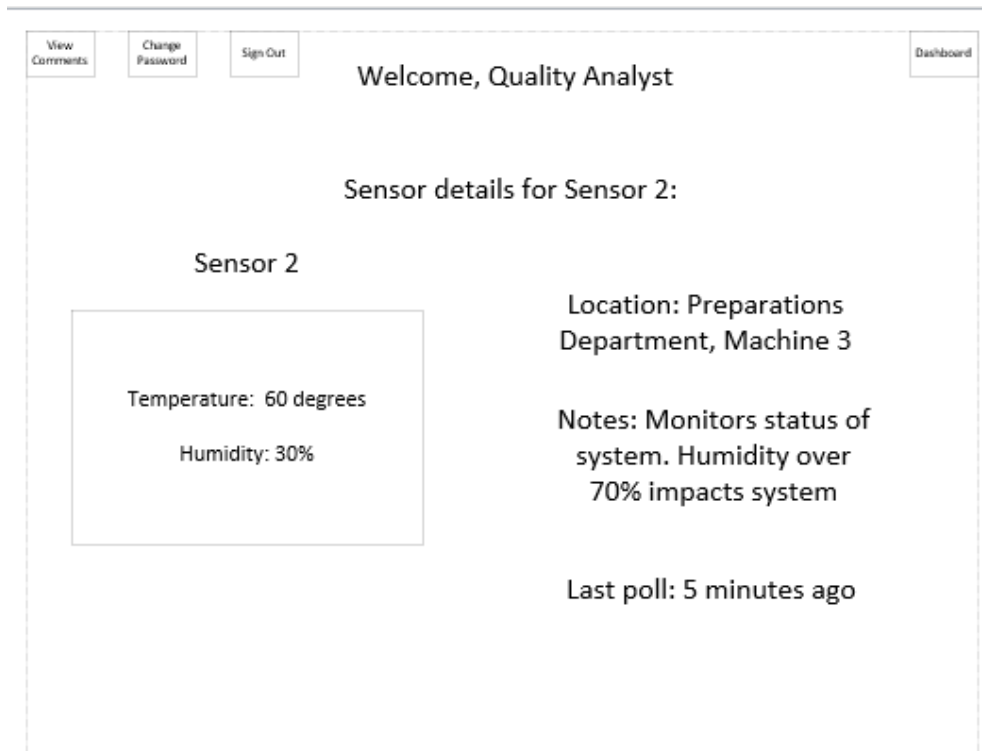 View
Comments
Change
Password
Sign Out
Dashboard
Welcome, Quality Analyst
Sensor details for Sensor 2:
Sensor 2
Temperature: 60 degrees
Humidity: 30%
Location: Preparations
Department, Machine 3
Notes: Monitors status of
system. Humidity over
70% impacts system
Last poll: 5 minutes ago